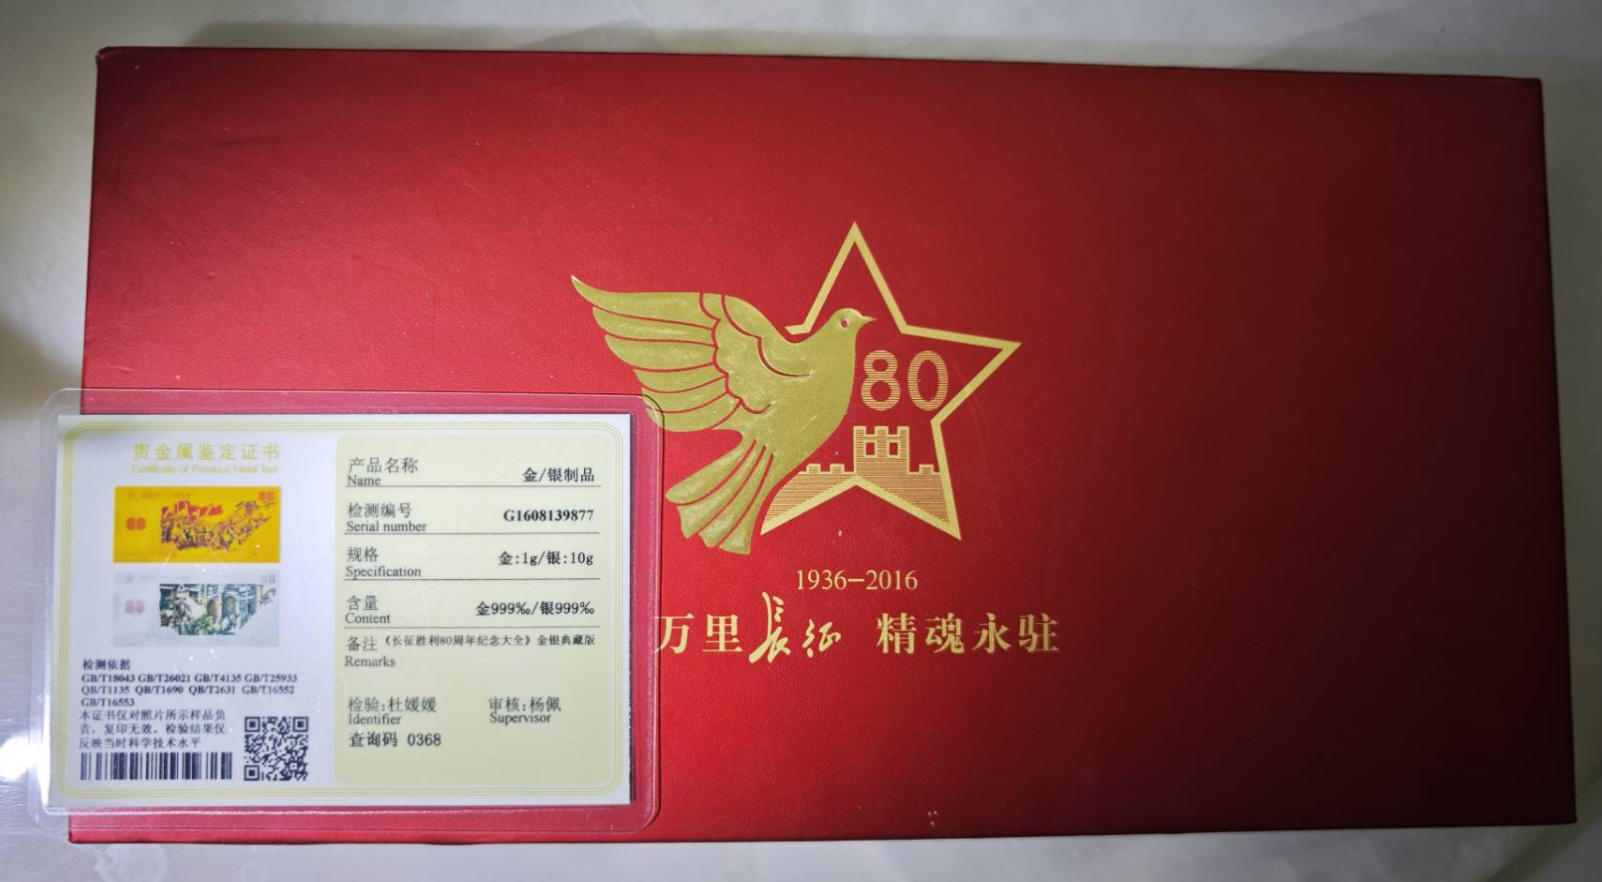 80
1936-2016
万里長征 精魂永驻
贵金属鉴定证书
Certificate of Precious Metal Test
80
检测依据
GB/T18043 GB/T26021 GB/T4135 GB/T25933
QB/T1135 QB/T1690 QB/T2631 GB/T16552
GB/T16553
本证书仅对照片所示样品负
责。复印无效。检验结果仅
反映当时科学技术水平
产品名称 金/银制品
Name
检测编号 G1608139877
Serial number
规格 金:1g/银:10g
Specification
含量 金999‰/银999‰
Content
备注 《长征胜利80周年纪念大全》金银典藏版
Remarks
检验:杜媛媛 审核:杨佩
Identifier Supervisor
查询码 0368